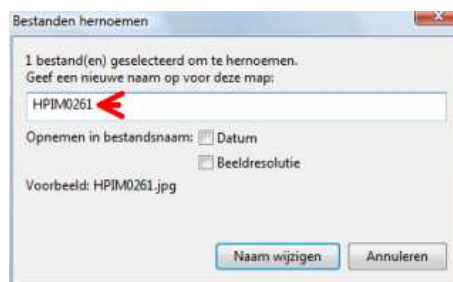 Bestanden hernoemen
1 bestand(en) geselecteerd om te hernoemen.
Geef een nieuwe naam op voor deze map:
HPIM0261
Opnemen in bestandsnaam: Datum
Beeldresolutie
Voorbeeld: HPIM0261.jpg
Naam wijzigen Annuleren